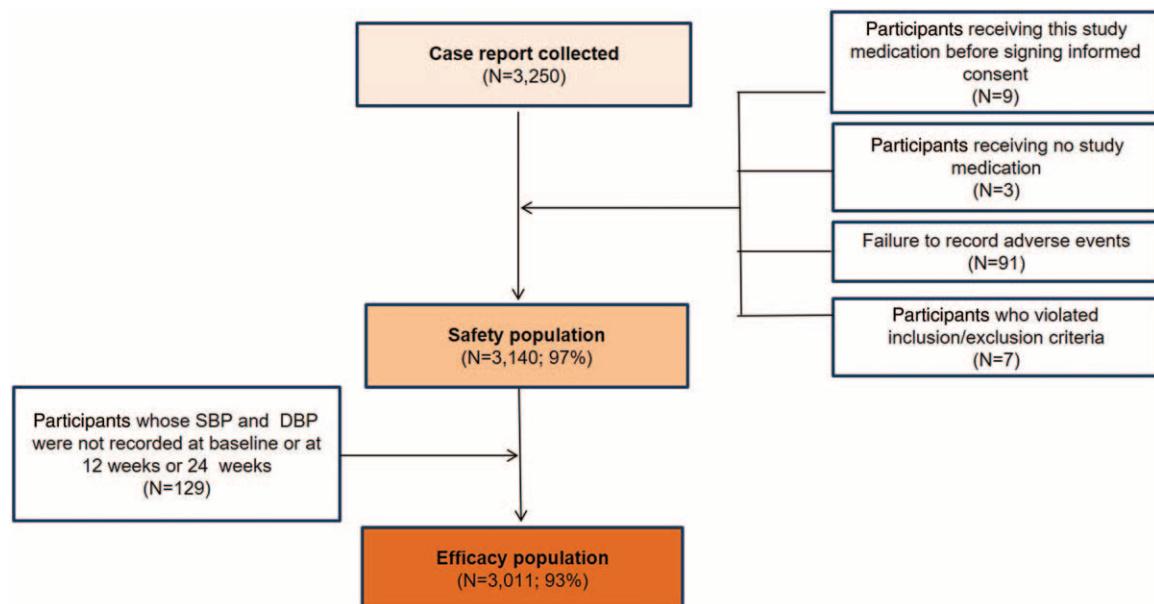 Case report collected
(N=3,250)
Participants receiving this study
medication before signing informed
consent
(N=9)
Participants receiving no study
medication
(N=3)
Failure to record adverse events
(N=91)
Participants who violated
inclusion/exclusion criteria
(N=7)
Safety population
(N=3,140; 97%)
Participants whose SBP and DBP
were not recorded at baseline or at
12 weeks or 24 weeks
(N=129)
Efficacy population
(N=3,011; 93%)